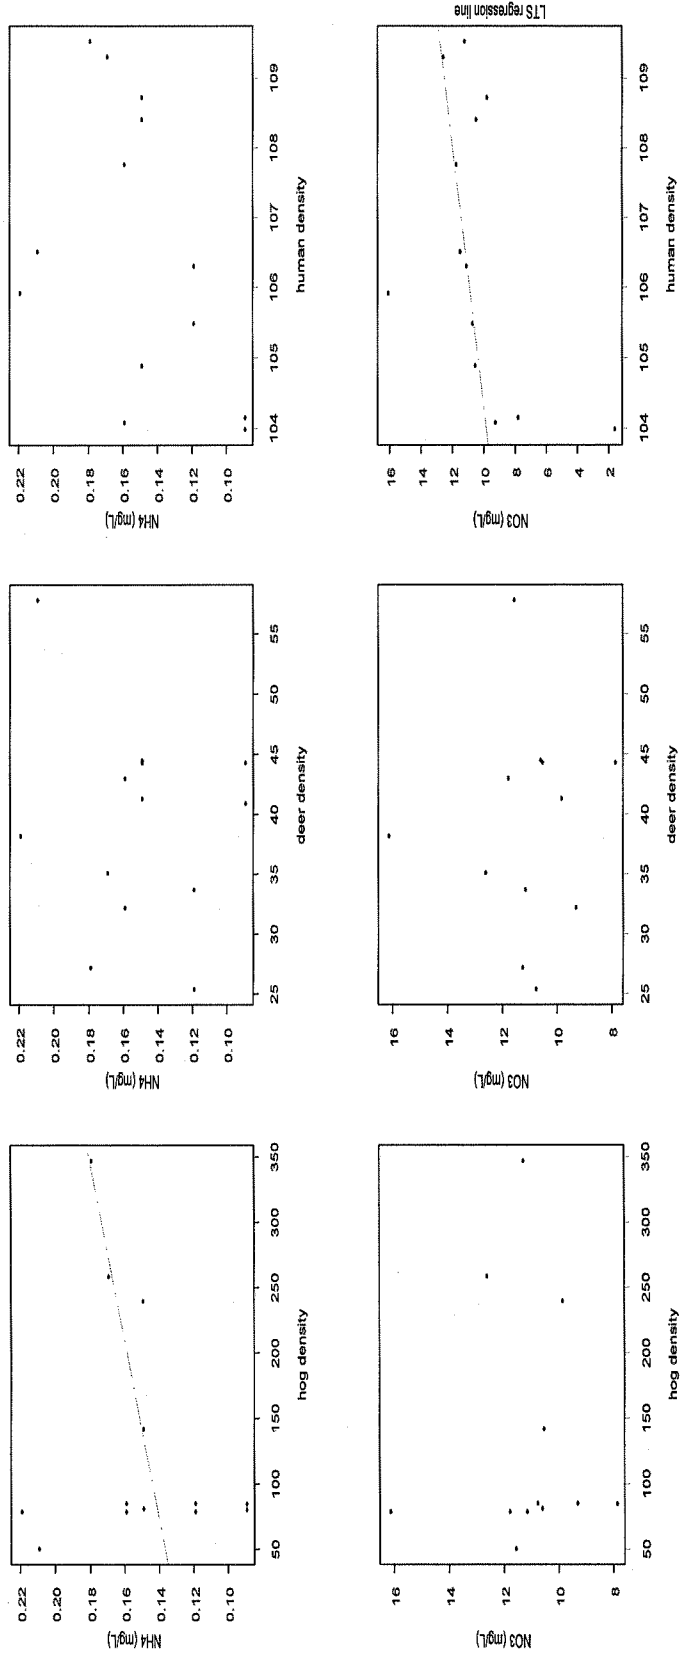 NH4 (mg/L)
0.22
0.20
0.18
0.16
0.14
0.12
0.10
50 100 150 200 250 300 350
hog density
NH4 (mg/L)
0.22
0.20
0.18
0.16
0.14
0.12
0.10
25 30 35 40 45 50 55
deer density
NH4 (mg/L)
0.22
0.20
0.18
0.16
0.14
0.12
0.10
104 105 106 107 108 109
human density
NO3 (mg/L)
16
14
12
10
8
50 100 150 200 250 300 350
hog density
NO3 (mg/L)
16
14
12
10
8
25 30 35 40 45 50 55
deer density
NO3 (mg/L)
16
14
12
10
8
6
4
2
104 105 106 107 108 109
human density
LTS regression line